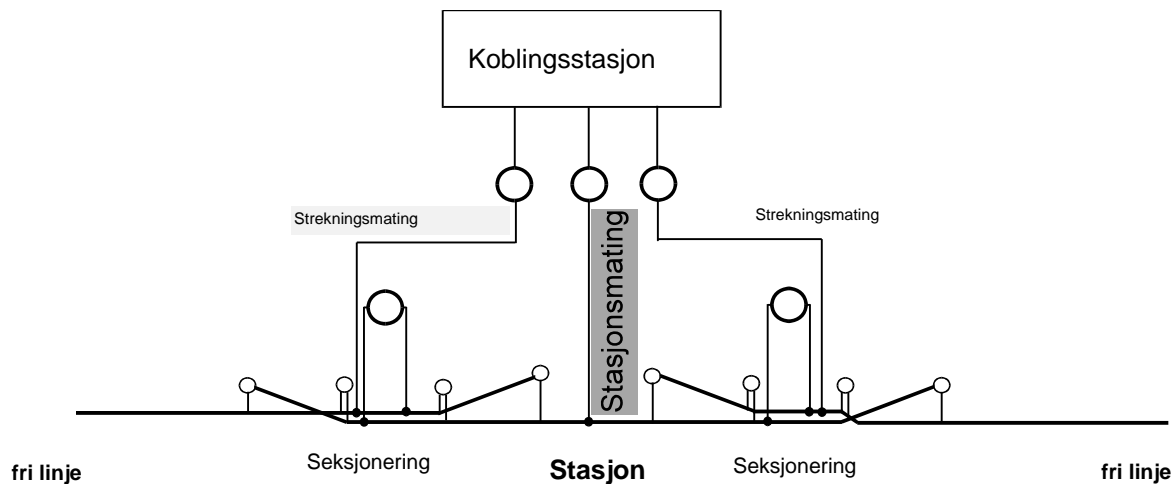 Koblingsstasjon
Strekningsmating
Stasjonsmating
Strekningsmating
Seksjonering
Stasjon
Seksjonering
fri linje
fri linje